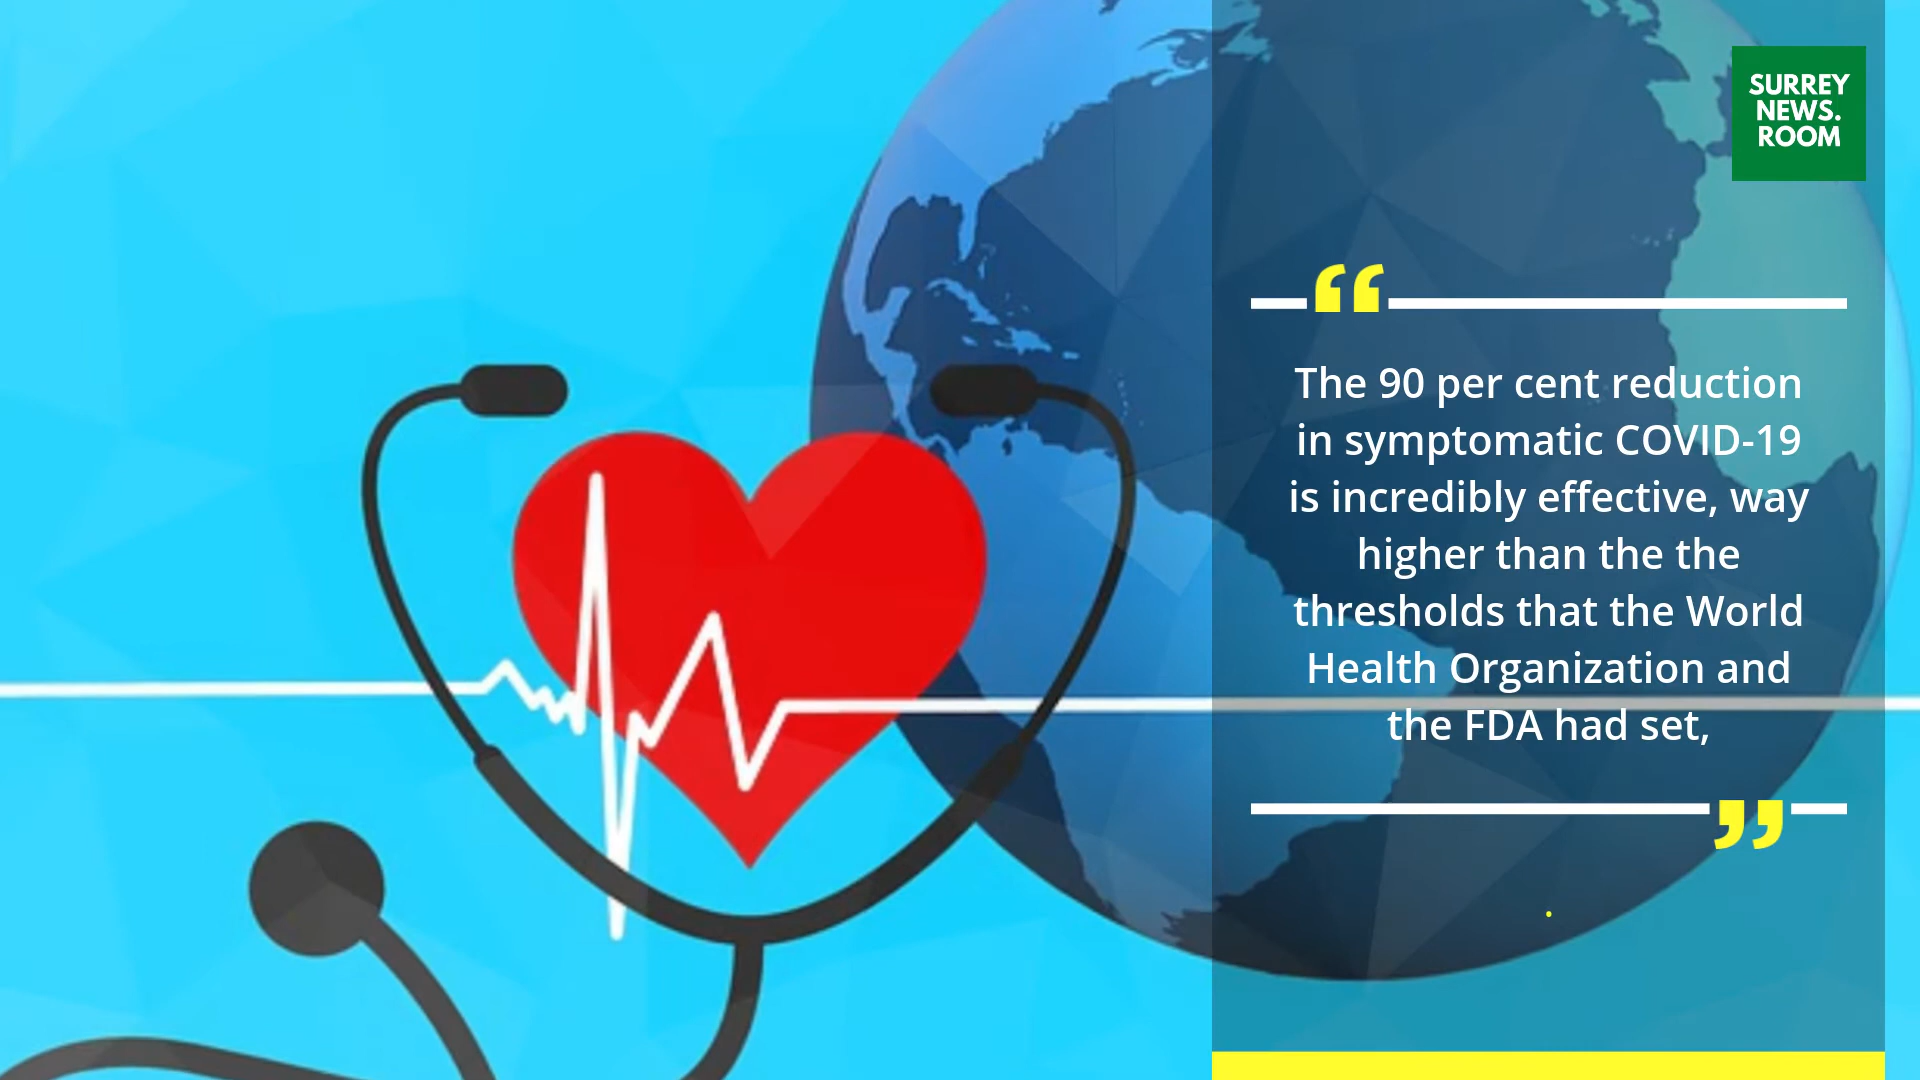 SURREY
NEWS.
ROOM
“
The 90 per cent reduction
in symptomatic COVID-19
is incredibly effective, way
higher than the the
thresholds that the World
Health Organization and
the FDA had set,
”
.